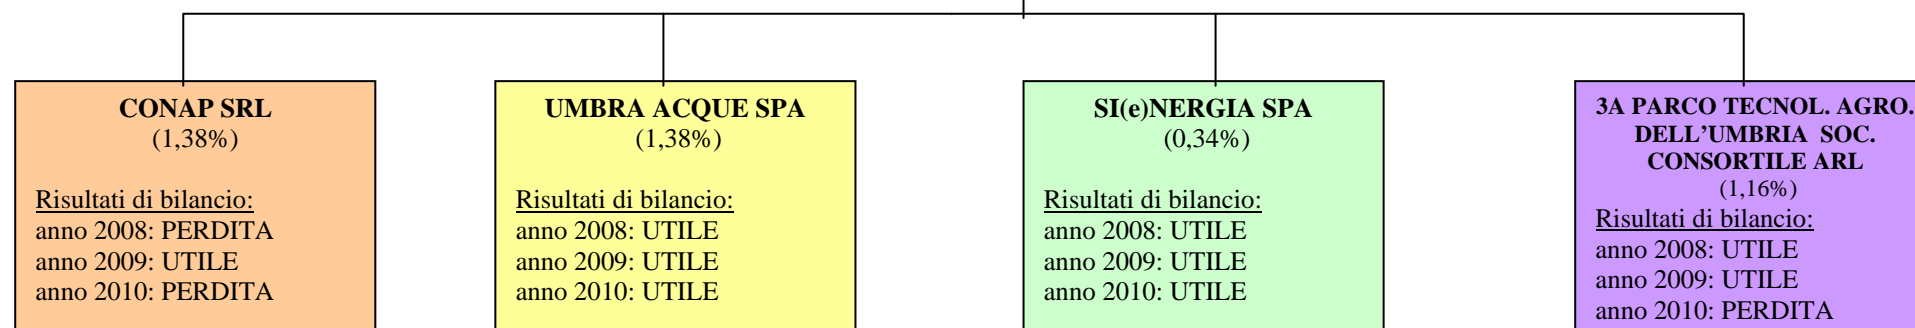 CONAP SRL
(1,38%)
Risultati di bilancio:
anno 2008: PERDITA
anno 2009: UTILE
anno 2010: PERDITA
UMBRA ACQUE SPA
(1,38%)
Risultati di bilancio:
anno 2008: UTILE
anno 2009: UTILE
anno 2010: UTILE
SI(e)NERGIA SPA
(0,34%)
Risultati di bilancio:
anno 2008: UTILE
anno 2009: UTILE
anno 2010: UTILE
3A PARCO TECNOL. AGRO.
DELL’UMBRIA  SOC.
CONSORTILE ARL
(1,16%)
Risultati di bilancio:
anno 2008: UTILE
anno 2009: UTILE
anno 2010: PERDITA